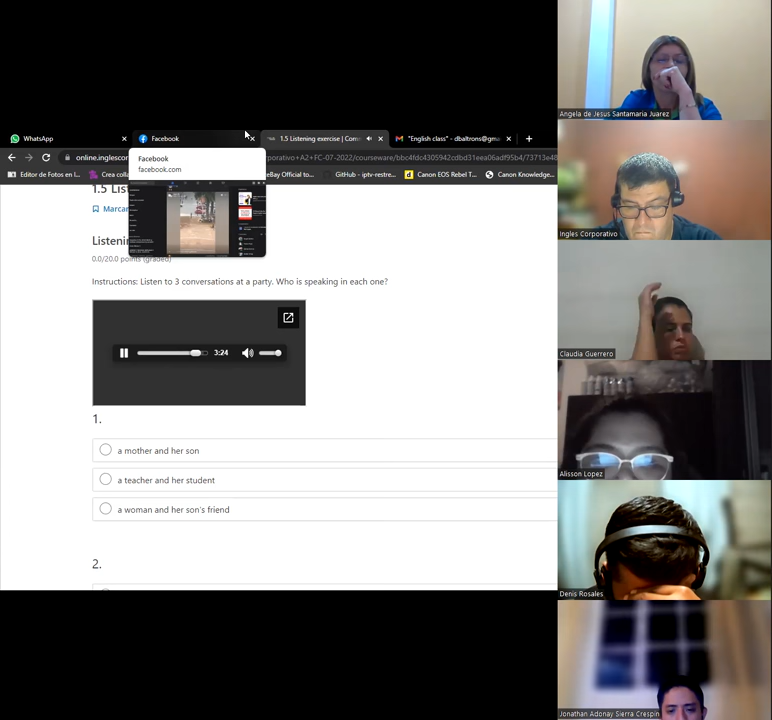 WhatsApp
Facebook
1.5 Listening exercise | Com
"English class" - dbaltrons@gma
Facebook
facebook.com
online.inglescor
orporativo+A2+FC-07-2022/courseware/bbc4fdc4305942cdbd31eea06adf95b4/73713e48
Editor de Fotos en l...
Crea colla
eBay Official to...
GitHub - iptv-restre...
Canon EOS Rebel T...
Canon Knowledge...
1.5 Lis
Marcas
Listenin
0.0/20.0 points (graded)
Instructions: Listen to 3 conversations at a party. Who is speaking in each one?
3:24
1.
a mother and her son
a teacher and her student
a woman and her son's friend
2.
Angela de Jesus Santamaria Juarez
Ingles Corporativo
Claudia Guerrero
Alisson Lopez
Denis Rosales
Jonathan Adonay Sierra Crespin